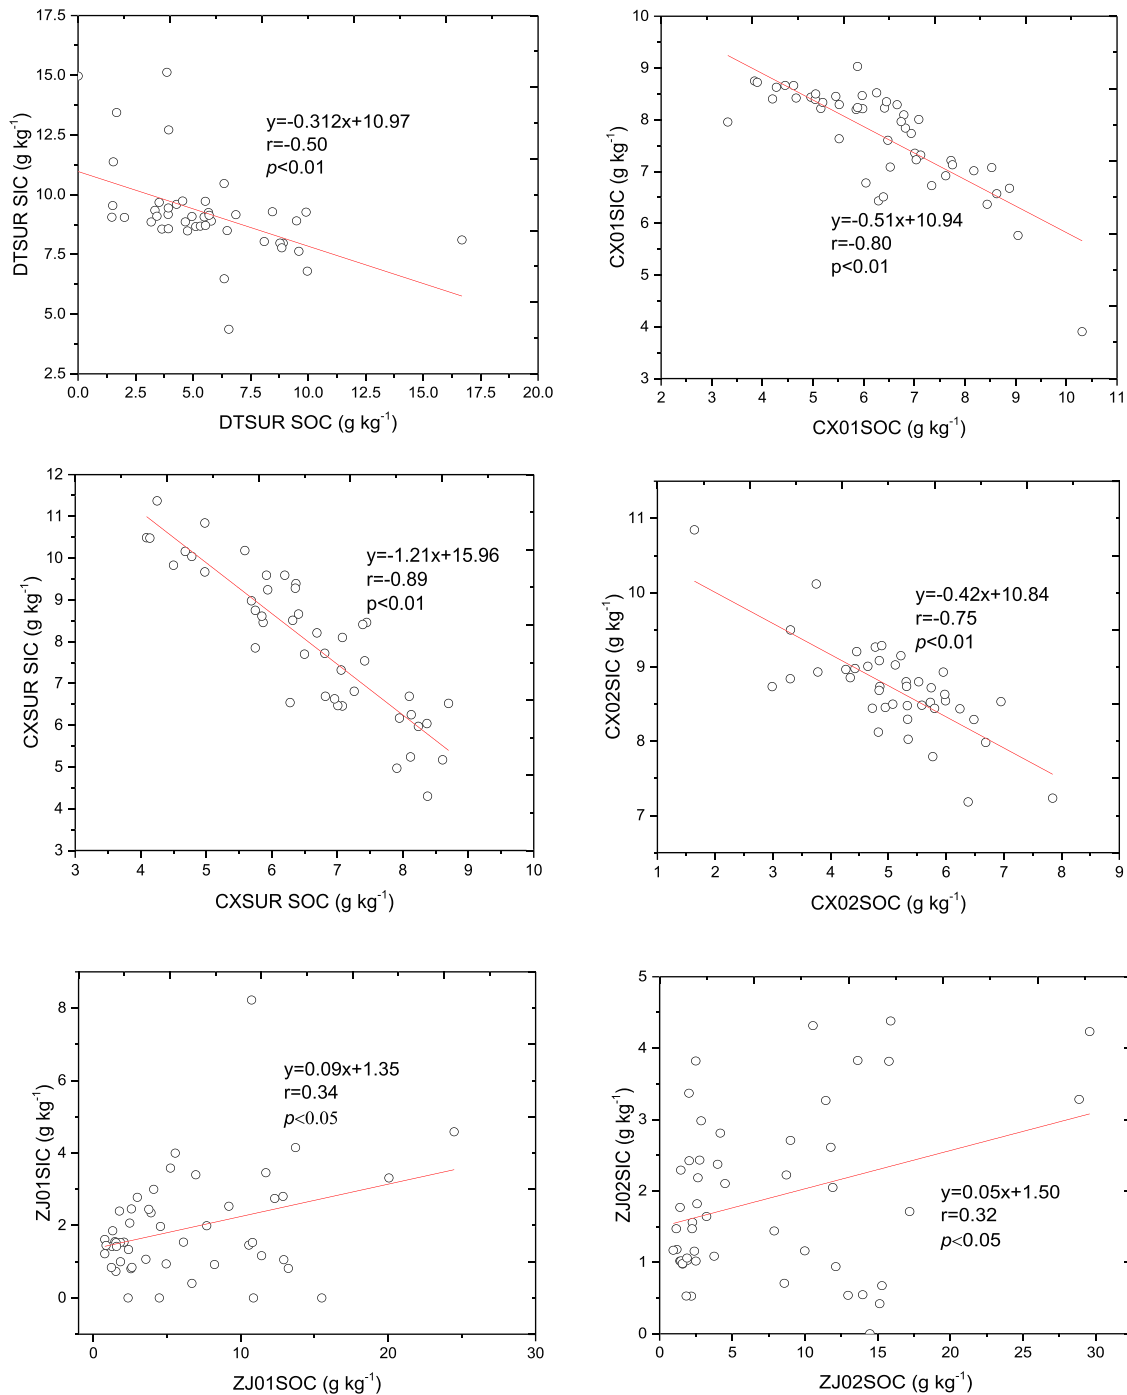 17.5
15.0
12.5
10.0
7.5
5.0
2.5
0.0
2.5
5.0
7.5
10.0
12.5
15.0
17.5
20.0
DTSUR SIC (g kg-1)
DTSUR SOC (g kg-1)
y=-0.312x+10.97
r=-0.50
p<0.01
10
9
8
7
6
5
4
3
2
3
4
5
6
7
8
9
10
11
CX01SIC (g kg-1)
CX01SOC (g kg-1)
y=-0.51x+10.94
r=-0.80
p<0.01
12
11
10
9
8
7
6
5
4
3
3
4
5
6
7
8
9
10
CXSUR SIC (g kg-1)
CXSUR SOC (g kg-1)
y=-1.21x+15.96
r=-0.89
p<0.01
11
10
9
8
7
1
2
3
4
5
6
7
8
9
CX02SIC (g kg-1)
CX02SOC (g kg-1)
y=-0.42x+10.84
r=-0.75
p<0.01
8
6
4
2
0
0
10
20
30
ZJ01SIC (g kg-1)
ZJ01SOC (g kg-1)
y=0.09x+1.35
r=0.34
p<0.05
5
4
3
2
1
0
0
5
10
15
20
25
30
ZJ02SIC (g kg-1)
ZJ02SOC (g kg-1)
y=0.05x+1.50
r=0.32
p<0.05